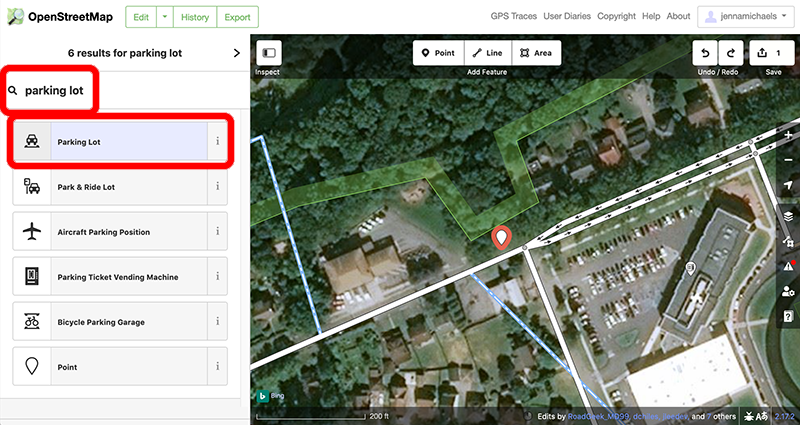 OpenStreetMap
Edit
History
Export
GPS Traces
User Diaries
Copyright
Help
About
jennamichaels
6 results for parking lot
parking lot
Parking Lot
i
Park & Ride Lot
i
Aircraft Parking Position
i
Parking Ticket Vending Machine
i
Bicycle Parking Garage
i
Point
i
Inspect
Point
Line
Area
Add Feature
Undo / Redo
1
Save
Bing
200 ft
Edits by RoadGeek_MD99, dchiles, and 7 others
2.17.2